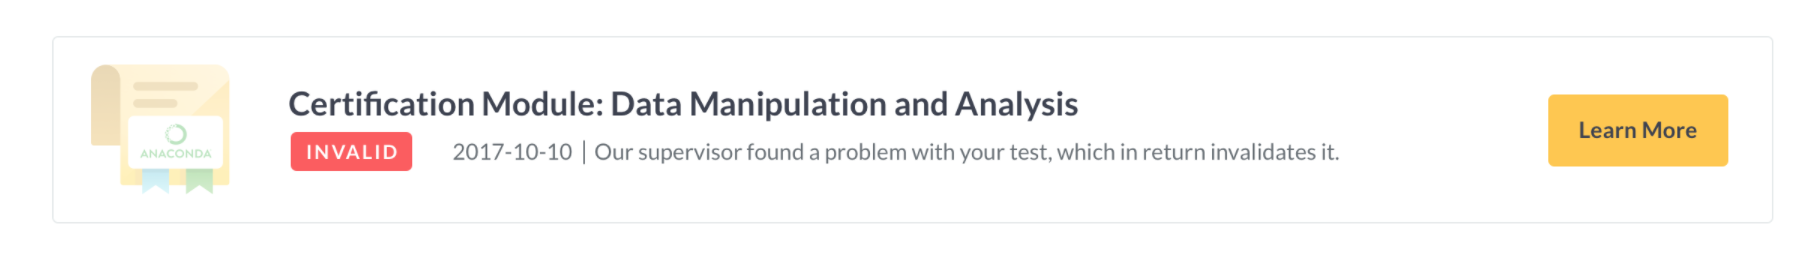 Certification Module: Data Manipulation and Analysis
INVALID 2017-10-10 | Our supervisor found a problem with your test, which in return invalidates it.
Learn More
ANACONDA